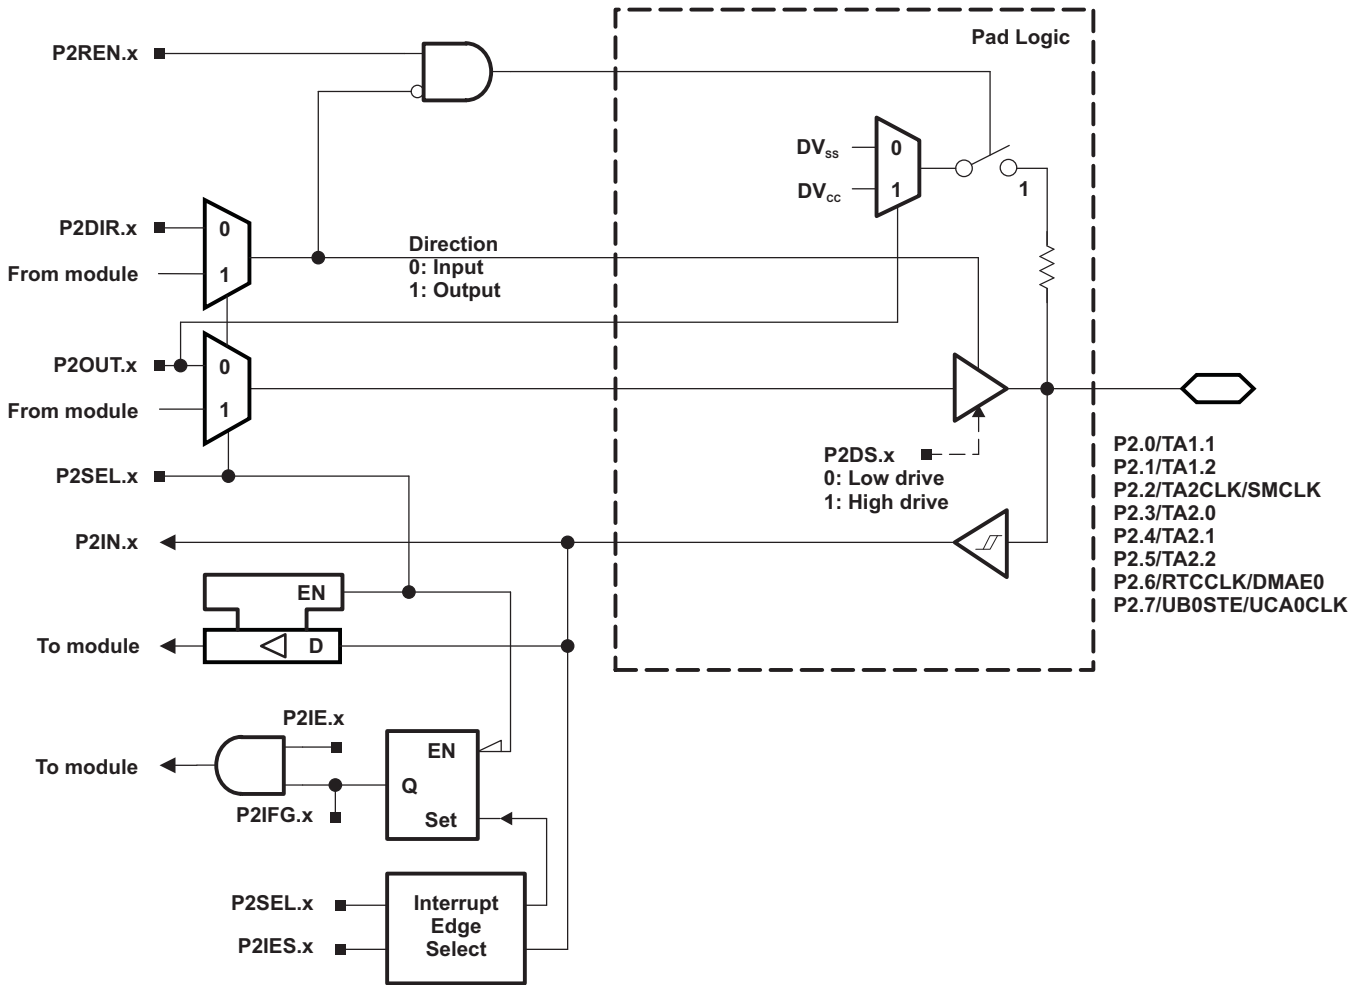 Pad Logic
P2REN.x
DVSS
0
DVCC
1
1
P2DIR.x
0
From module
1
Direction
0: Input
1: Output
P2OUT.x
0
From module
1
P2SEL.x
P2DS.x
0: Low drive
1: High drive
P2.0/TA1.1
P2.1/TA1.2
P2.2/TA2CLK/SMCLK
P2.3/TA2.0
P2.4/TA2.1
P2.5/TA2.2
P2.6/RTCCLK/DMAE0
P2.7/UB0STE/UCA0CLK
P2IN.x
EN
To module
D
P2IE.x
EN
To module
Q
P2IFG.x
Set
P2SEL.x
P2IES.x
Interrupt
Edge
Select